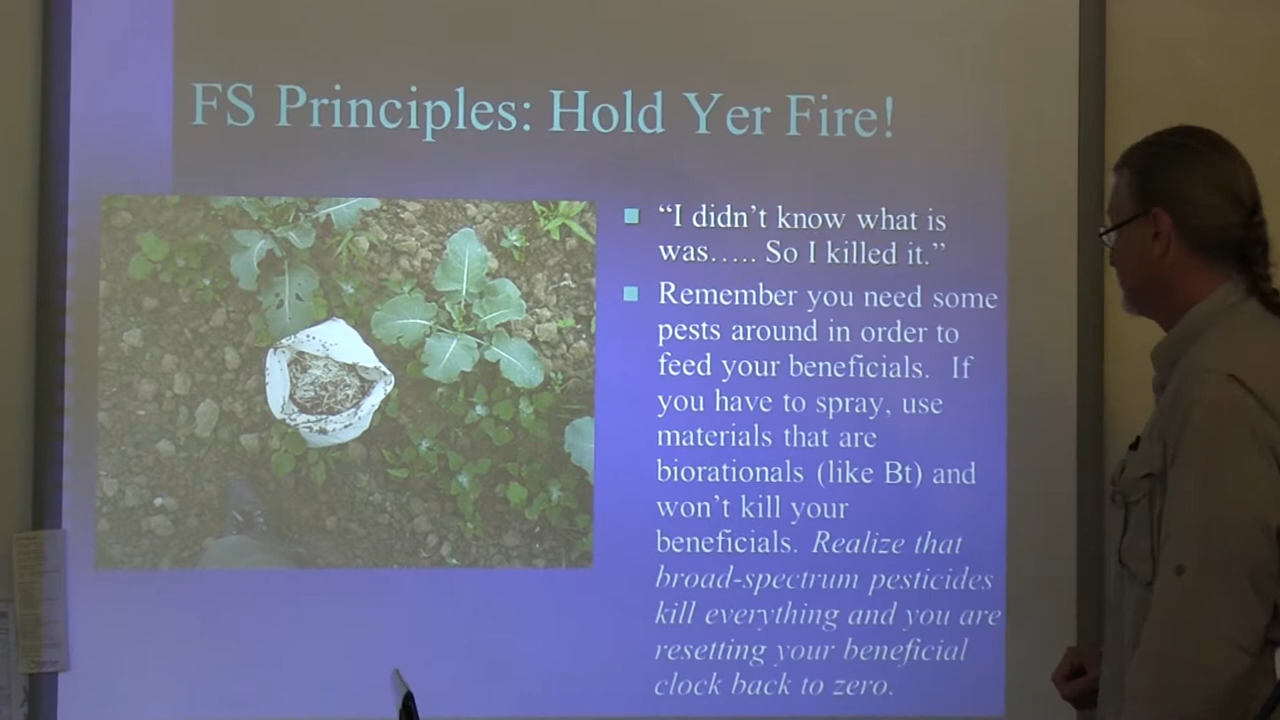 FS Principles: Hold Yer Fire!
“I didn’t know what is
was….. So I killed it.”
Remember you need some
pests around in order to
feed your beneficials. If
you have to spray, use
materials that are
biorationals (like Bt) and
won’t kill your
beneficials. Realize that
broad-spectrum pesticides
kill everything and you are
resetting your beneficial
clock back to zero.